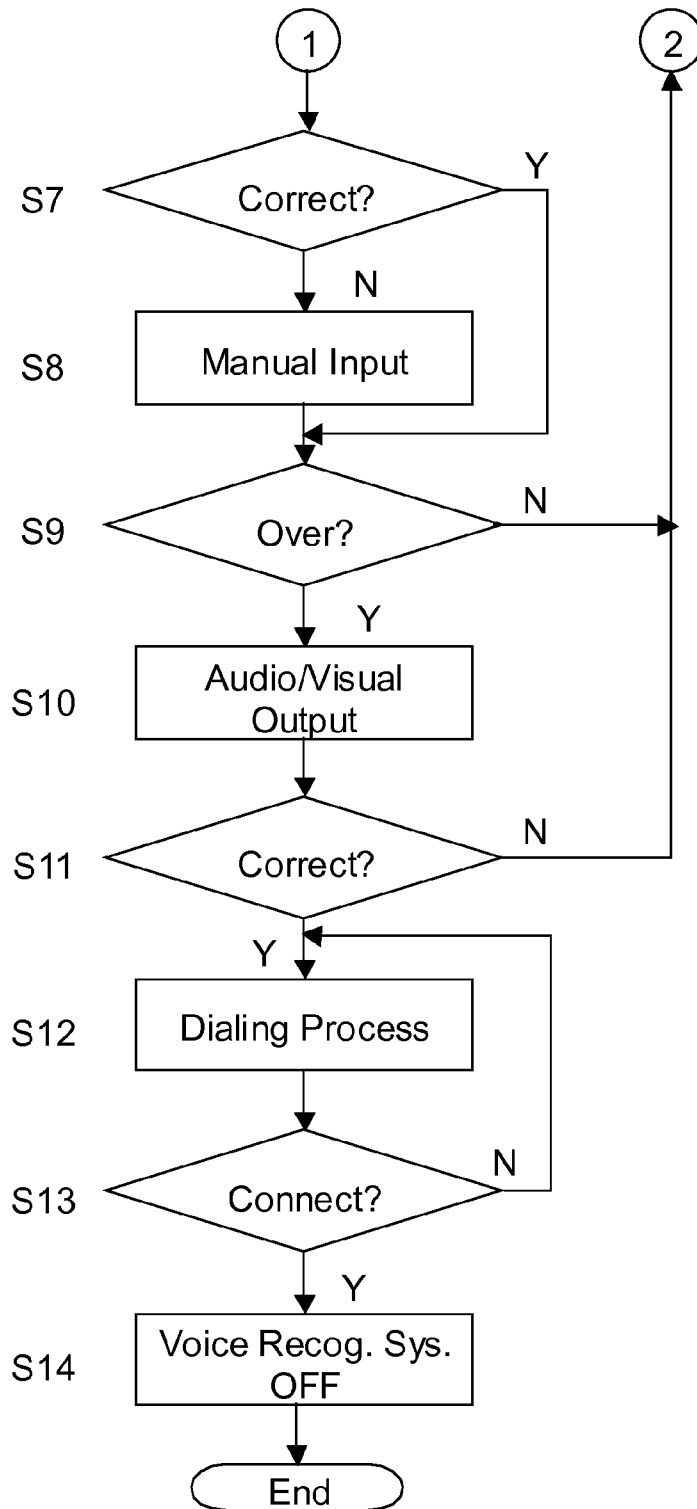 1
2
Y
S7
Correct?
N
S8
Manual Input
N
S9
Over?
Y
S10
Audio/Visual
Output
N
S11
Correct?
Y
S12
Dialing Process
N
S13
Connect?
Y
S14
Voice Recog. Sys.
OFF
End